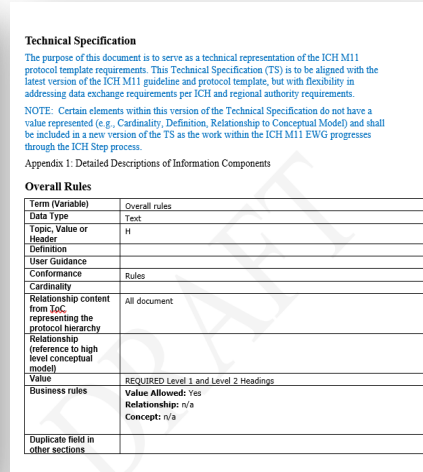 Technical Specification
The purpose of this document is to serve as a technical representation of the ICH M11
protocol template requirements. This Technical Specification (TS) is to be aligned with the
latest version of the ICH M11 guideline and protocol template, but with flexibility in
addressing data exchange requirements per ICH and regional authority requirements.
NOTE: Certain elements within this version of the Technical Specification do not have a
value represented (e.g., Cardinality, Definition, Relationship to Conceptual Model) and shall
be included in a new version of the TS as the work within the ICH M11 EWG progresses
through the ICH Step process.
Appendix 1: Detailed Descriptions of Information Components
Overall Rules
Term (Variable) Overall rules
Data Type Text
Topic, Value or H
Header
Definition
User Guidance
Conformance Rules
Cardinality
Relationship content All document
from ToC
representing the
protocol hierarchy
Relationship
(reference to high
level conceptual
model)
Value REQUIRED Level 1 and Level 2 Headings
Business rules Value Allowed: Yes
Relationship: n/a
Concept: n/a
Duplicate field in
other sections
DRAFT